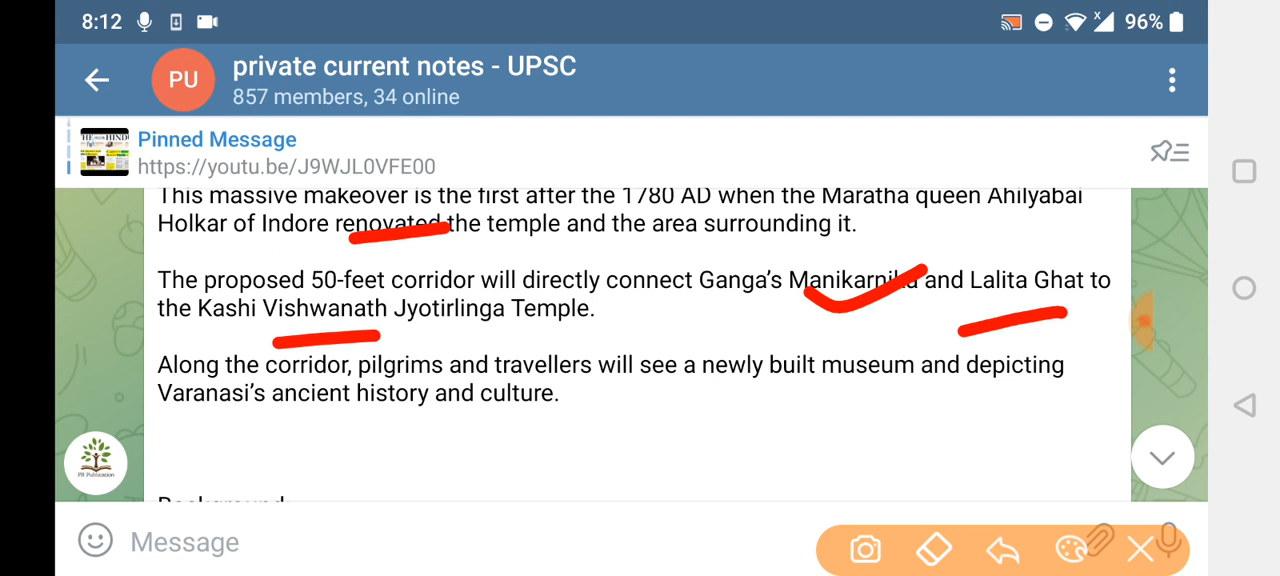 8:12
x
96%
PU
private current notes - UPSC
857 members, 34 online
Pinned Message
https://youtu.be/J9WJL0VFE00
This massive makeover is the first after the 1780 AD when the Maratha queen Ahilyabai
Holkar of Indore renovated the temple and the area surrounding it.
The proposed 50-feet corridor will directly connect Ganga's Manikarnika and Lalita Ghat to
the Kashi Vishwanath Jyotirlinga Temple.
Along the corridor, pilgrims and travellers will see a newly built museum and depicting
Varanasi's ancient history and culture.
PR Publication
Message